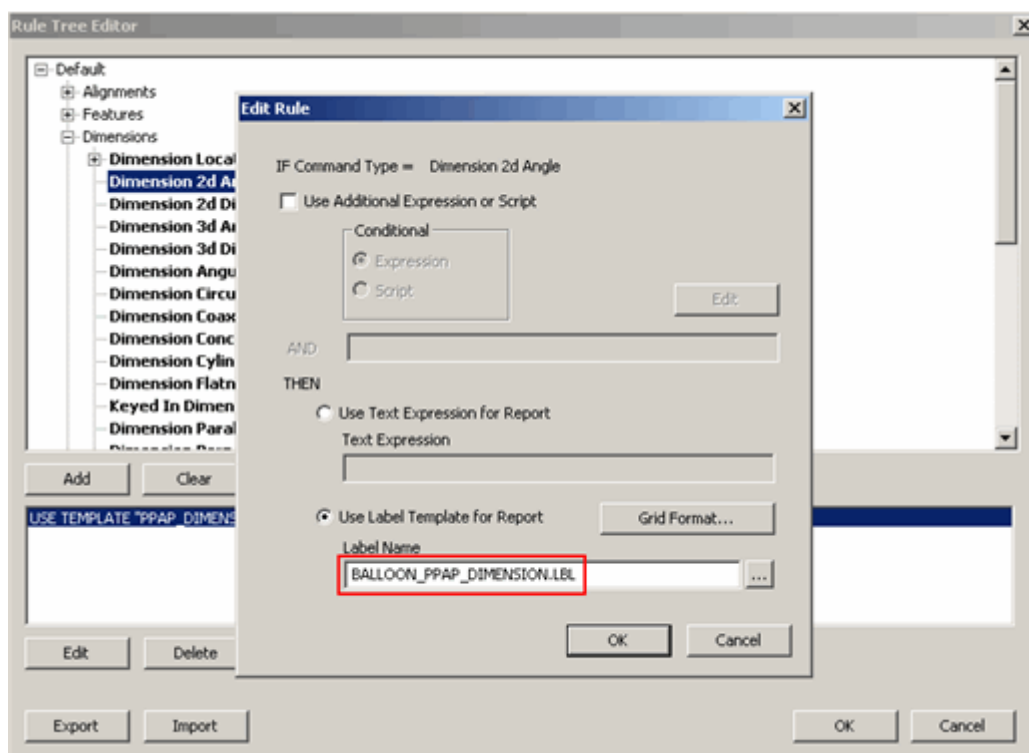 Rule Tree Editor
Default
Alignments
Features
Dimensions
Dimension Loca
Dimension 2d A
Dimension 2d Di
Dimension 3d A
Dimension 3d Di
Dimension Angu
Dimension Circu
Dimension Coax
Dimension Conc
Dimension Cylin
Dimension Flatn
Keyed In Dimen
Dimension Paral
Add
Clear
USE TEMPLATE "PPAP_DIMENS
Edit
Delete
Export
Import
OK
Cancel
Edit Rule
IF Command Type = Dimension 2d Angle
Use Additional Expression or Script
Conditional
Expression
Script
Edit
AND
THEN
Use Text Expression for Report
Text Expression
Use Label Template for Report
Grid Format...
Label Name
BALLOON_PPAP_DIMENSION.LBL
...
OK
Cancel